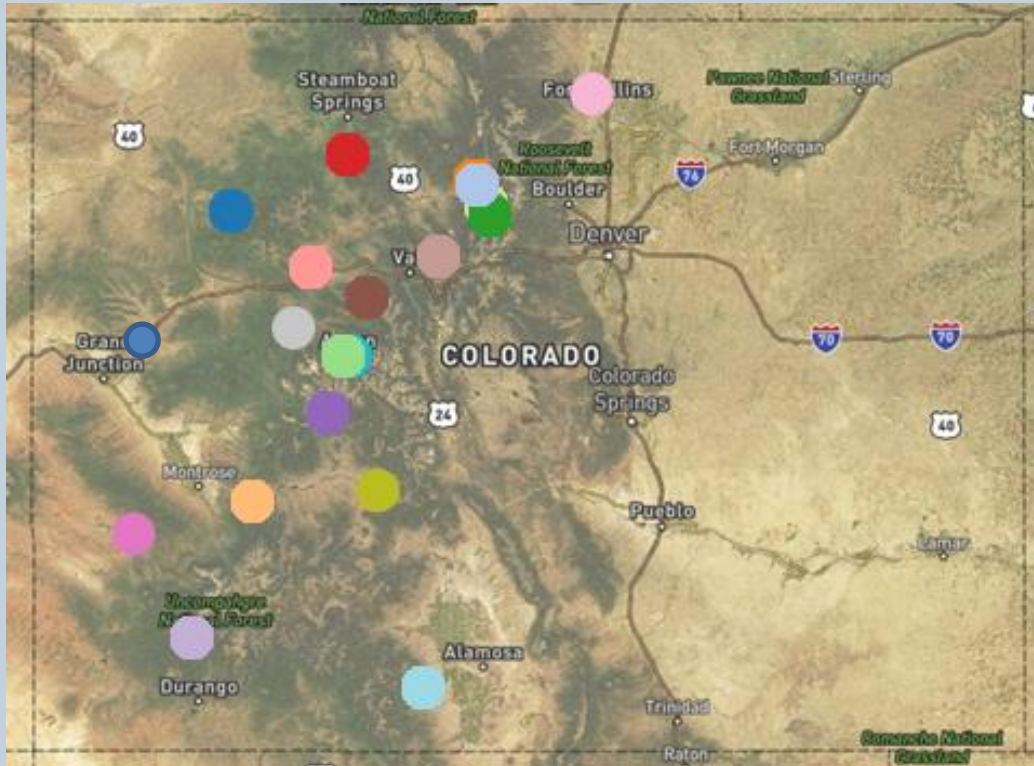 National Forest
Steamboat
Springs
Pawnee National
Grassland
Sterling
40
40
Roosevelt
National Forest
Fort Morgan
76
Boulder
Denver
Junction
COLORADO
70
70
Colorado
Springs
24
40
Montrose
Pueblo
Lamar
Uncompahgre
Forest
Alamosa
Durango
Trinidad
Raton
Comanche National
Grassland